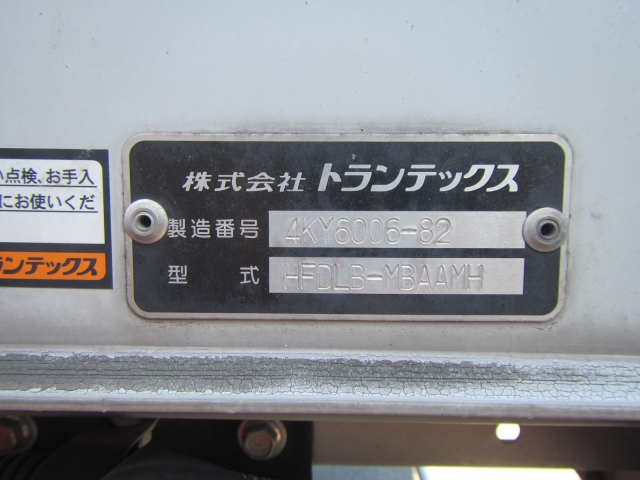 い点検、お手入
にお使いくだ
ランテックス
株式会社 トランテックス
製造番号 4KY6006-82
型式 HFDLB-MBAAMH